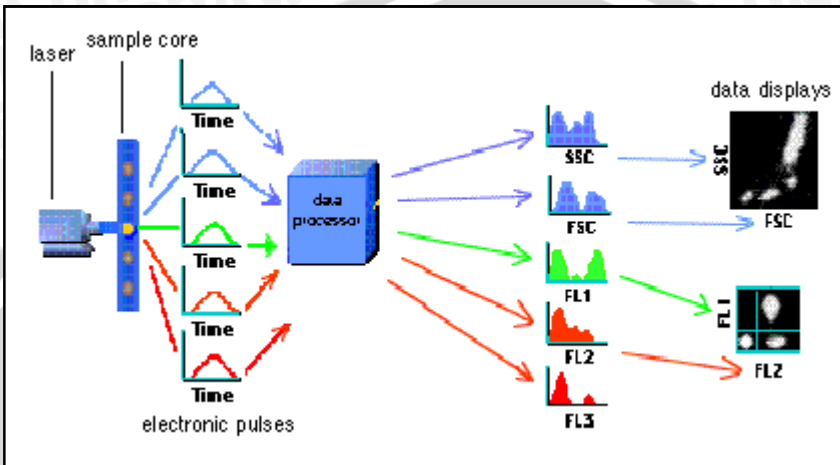 laser
sample core
Time
Time
Time
Time
Time
electronic pulses
data
processor
SSC
FSC
FL1
FL2
FL3
data displays
SSC
FSC
FL1
FL2